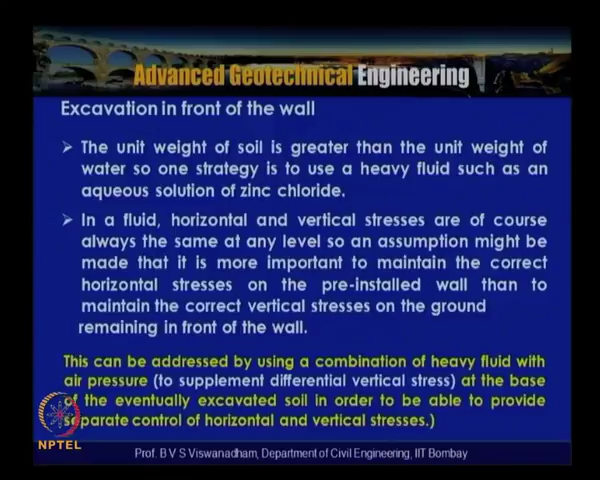 Advanced Geotechnical Engineering
Excavation in front of the wall
➢ The unit weight of soil is greater than the unit weight of
water so one strategy is to use a heavy fluid such as an
aqueous solution of zinc chloride.
➢ In a fluid, horizontal and vertical stresses are of course
always the same at any level so an assumption might be
made that it is more important to maintain the correct
horizontal stresses on the pre-installed wall than to
maintain the correct vertical stresses on the ground
remaining in front of the wall.
This can be addressed by using a combination of heavy fluid with
air pressure (to supplement differential vertical stress) at the base
of the eventually excavated soil in order to be able to provide
separate control of horizontal and vertical stresses.)
NPTEL
Prof. B V S Viswanadham, Department of Civil Engineering, IIT Bombay